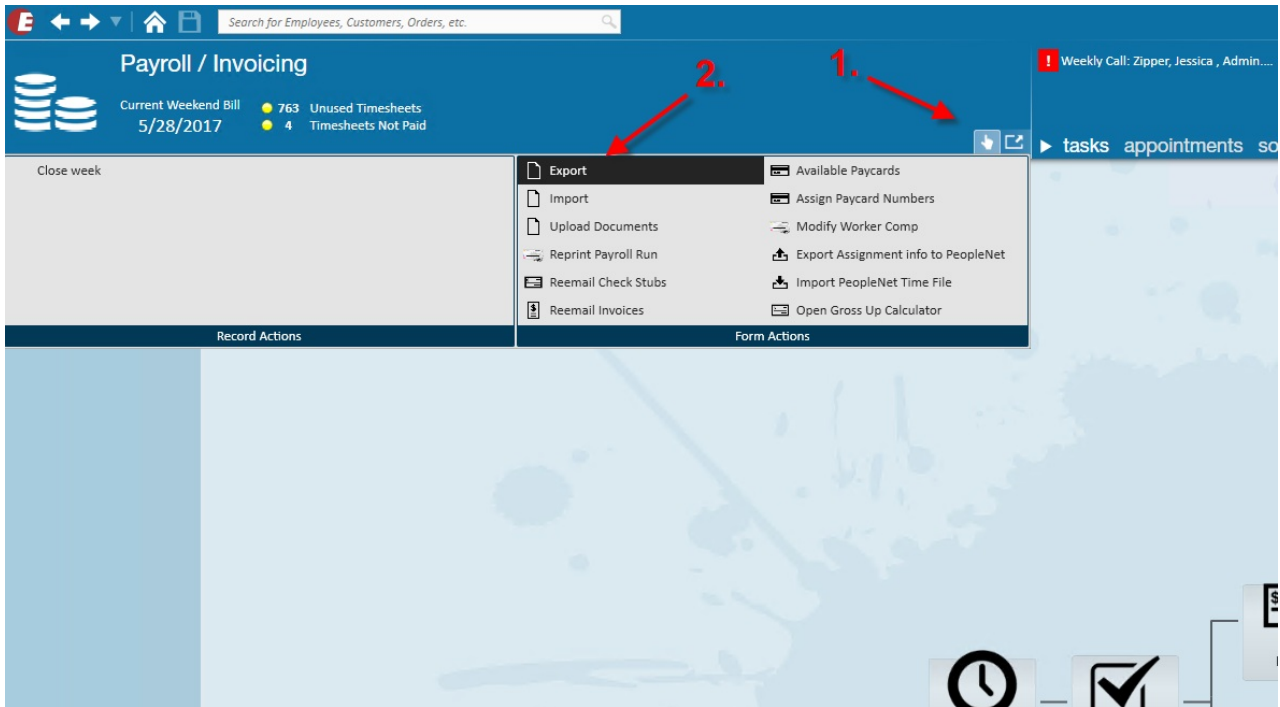 E
Search for Employees, Customers, Orders, etc.
Payroll / Invoicing
1.
2.
! Weekly Call: Zipper, Jessica , Admin....
Current Weekend Bill
763 Unused Timesheets
5/28/2017
4 Timesheets Not Paid
tasks appointments so
Close week
Export
Available Paycards
Import
Assign Paycard Numbers
Upload Documents
Modify Worker Comp
Reprint Payroll Run
Export Assignment info to PeopleNet
Reemail Check Stubs
Import PeopleNet Time File
Reemail Invoices
Open Gross Up Calculator
Record Actions
Form Actions
$